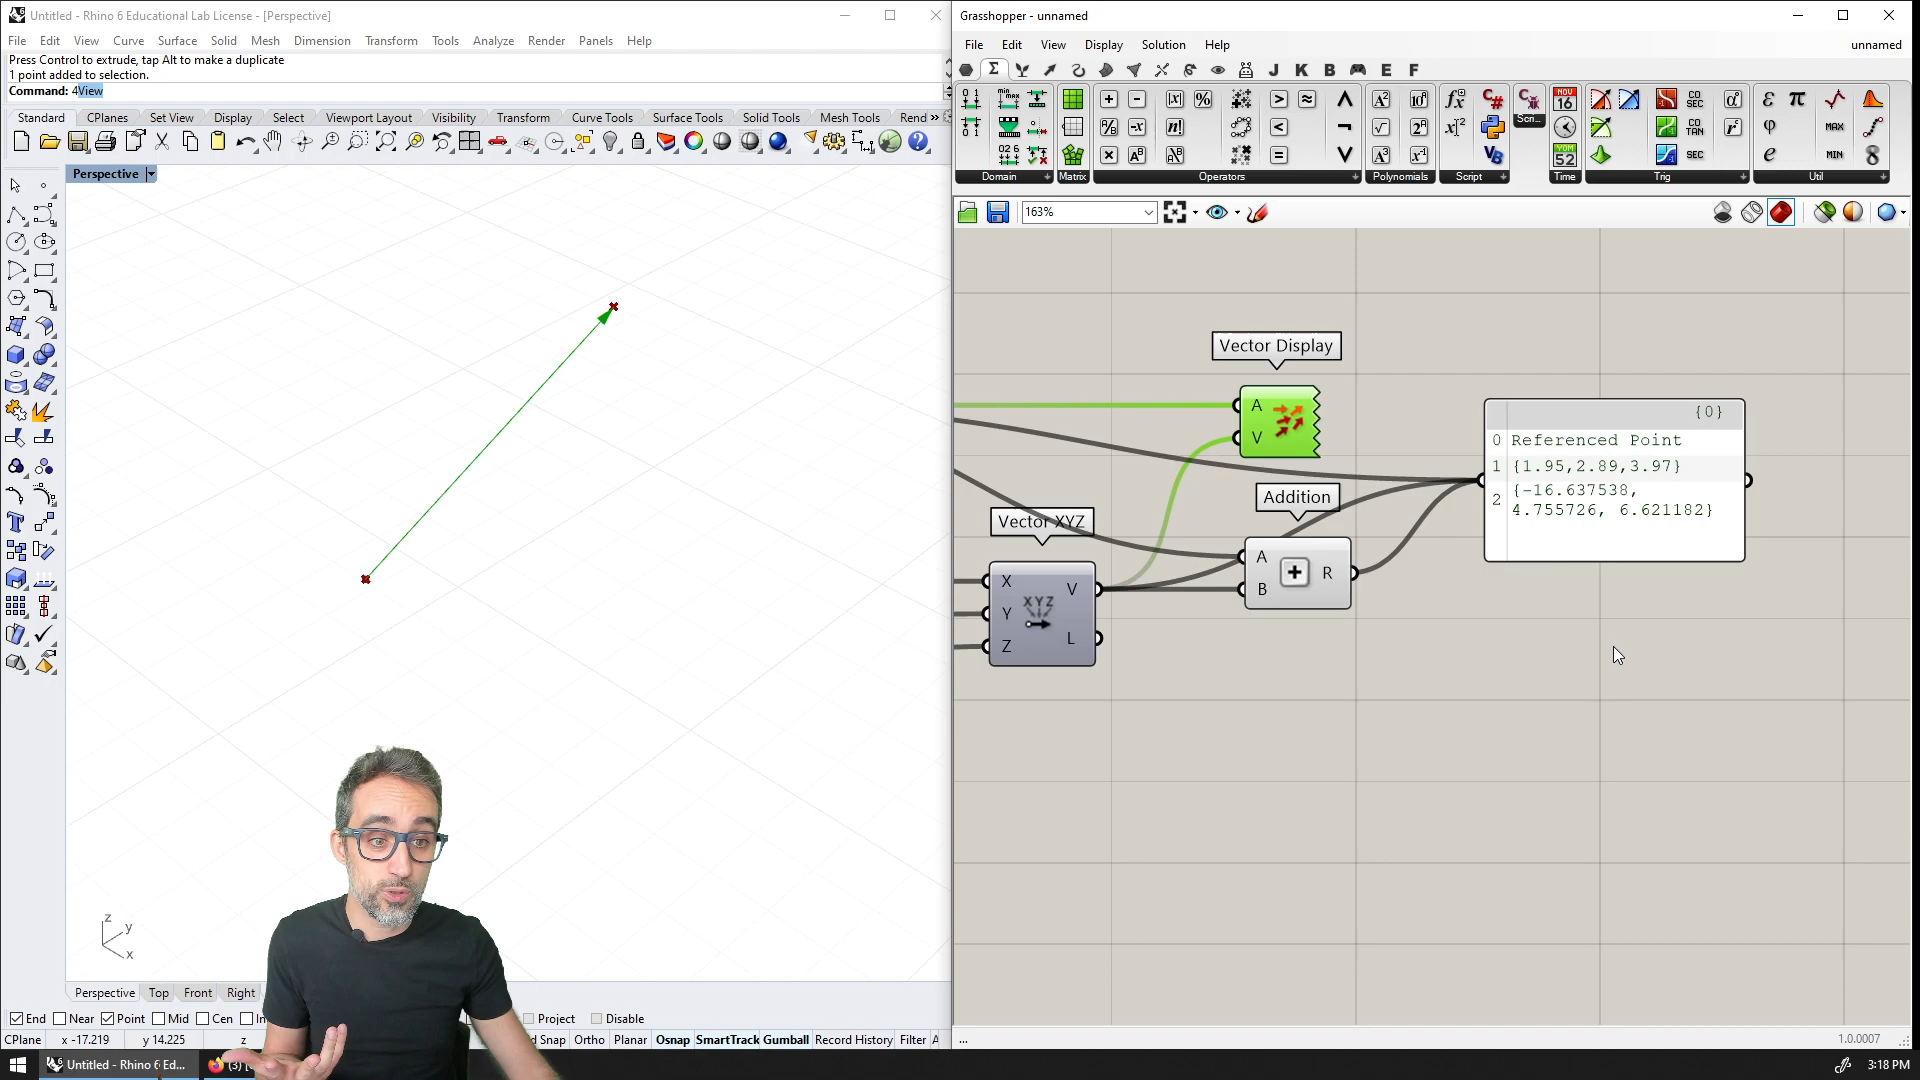 Untitled - Rhino 6 Educational Lab License - [Perspective]
File Edit View Curve Surface Solid Mesh Dimension Transform Tools Analyze Render Panels Help
Press Control to extrude, tap Alt to make a duplicate
1 point added to selection.
Command: 4View
Standard CPlanes Set View Display Select Viewport Layout Visibility Transform Curve Tools Surface Tools Solid Tools Mesh Tools Rend »
Perspective
z
y
x
Perspective Top Front Right
End Near Point Mid Cen Project Disable
CPlane x -17.219 y 14.225 z d Snap Ortho Planar Osnap SmartTrack Gumball Record History Filter A
Grasshopper - unnamed
File Edit View Display Solution Help unnamed
J K B E F
Domain Matrix Operators Polynomials Script Time Trig Util
163%
Vector Display
A
V
Addition
A
B
R
Vector XYZ
X
Y
Z
XYZ
V
L
{0}
0 Referenced Point
1 {1.95,2.89,3.97}
2 {-16.637538,
4.755726, 6.621182}
... 1.0.0007
Untitled - Rhino 6 Ed... (3)
3:18 PM